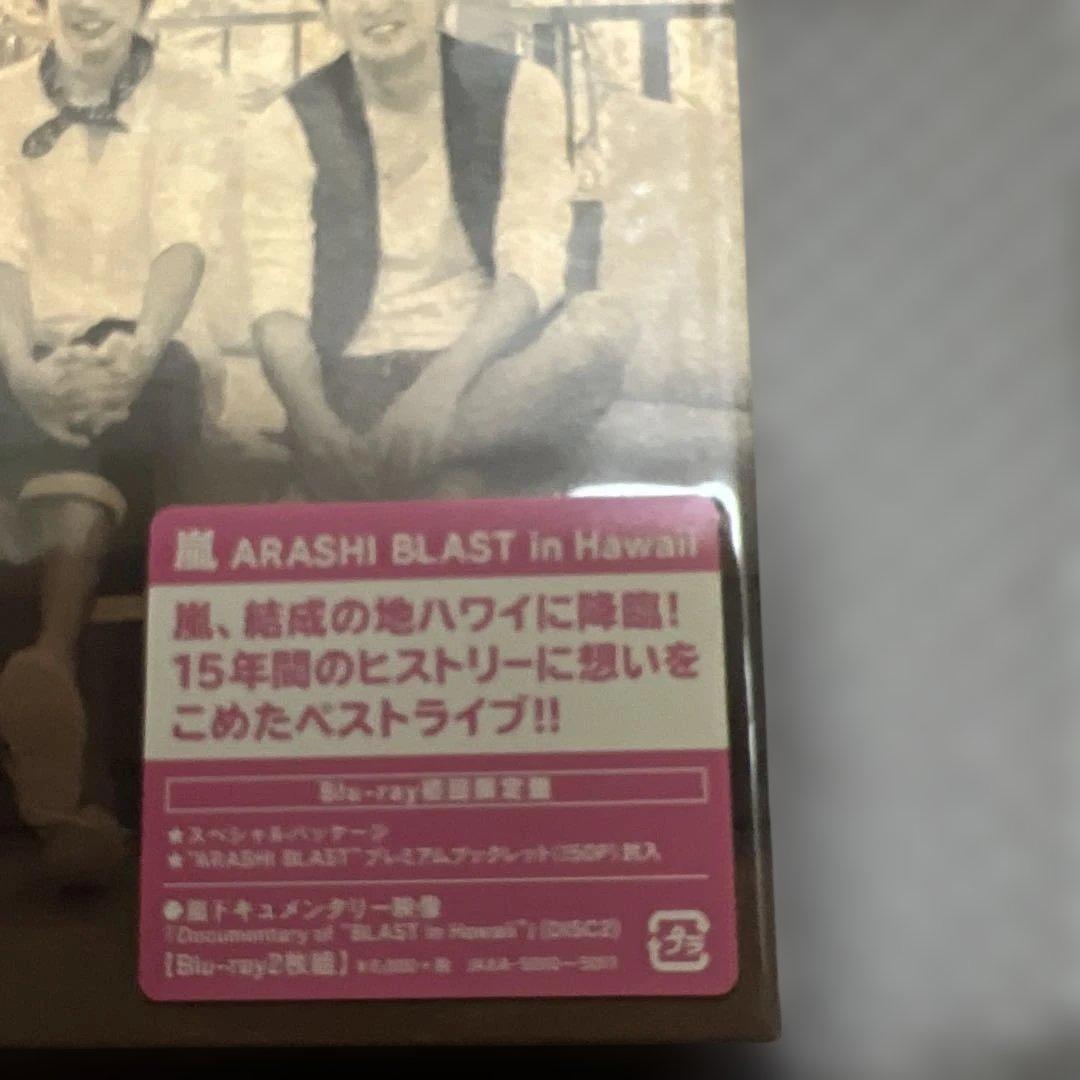 嵐 ARASHI BLAST in Hawaii
嵐、結成の地ハワイに降臨!
15年間のヒストリーに想いを
こめたベストライブ!!
Blu-ray初回限定盤
★スペシャルパッケージ
★"ARASHI BLAST"プレミアムブックレット(150P)封入
●嵐ドキュメンタリー映像
『Documentary of "BLAST in Hawaii"』(DISC2)
【Blu-ray2枚組】
プラ